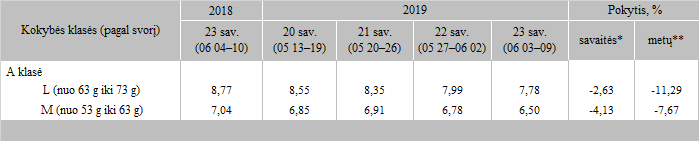 Kokybės klasės (pagal svorį) 2018 2019 Pokytis, %
23 sav. (06 04–10) 20 sav. (05 13–19) 21 sav. (05 20–26) 22 sav. (05 27–06 02) 23 sav. (06 03–09) savaitės* metų**
A klasė
L (nuo 63 g iki 73 g) 8,77 8,55 8,35 7,99 7,78 -2,63 -11,29
M (nuo 53 g iki 63 g) 7,04 6,85 6,91 6,78 6,50 -4,13 -7,67